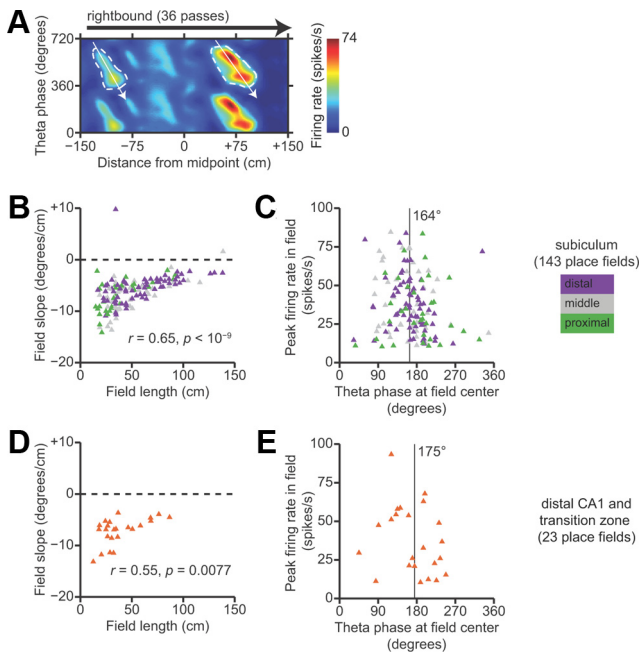 A
rightbound (36 passes)
Theta phase (degrees)
720
360
0
−150
−75
0
+75
+150
Distance from midpoint (cm)
74
0
Firing rate (spikes/s)
B
Field slope (degrees/cm)
+10
0
−10
−20
r = 0.65, p < 10⁻⁹
0
50
100
150
Field length (cm)
C
Peak firing rate in field
(spikes/s)
100
75
50
25
0
164°
0
90
180
270
360
Theta phase at field center
(degrees)
subiculum
(143 place fields)
distal
middle
proximal
D
Field slope (degrees/cm)
+10
0
−10
−20
r = 0.55, p = 0.0077
0
50
100
150
Field length (cm)
E
Peak firing rate in field
(spikes/s)
100
75
50
25
0
175°
0
90
180
270
360
Theta phase at field center
(degrees)
distal CA1 and
transition zone
(23 place fields)